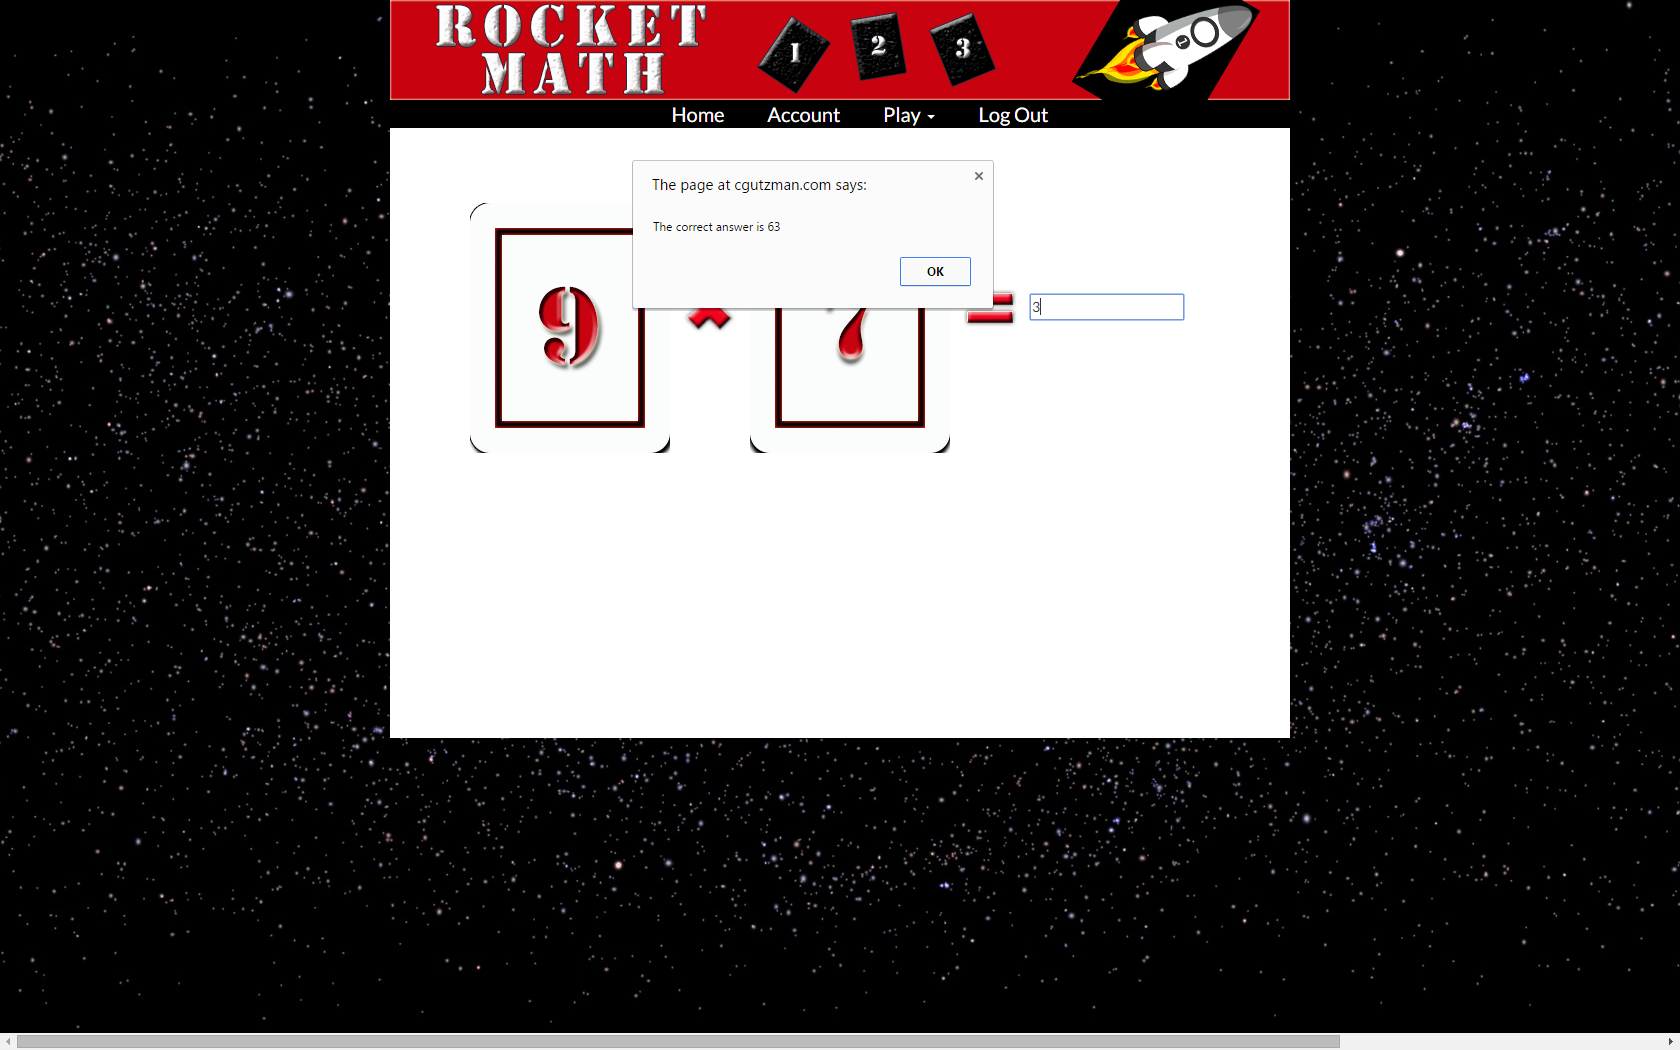 ROCKET
MATH
1 2 3
1
Home Account Play Log Out
The page at cgutzman.com says:
The correct answer is 63
OK
9 × 7 = 3